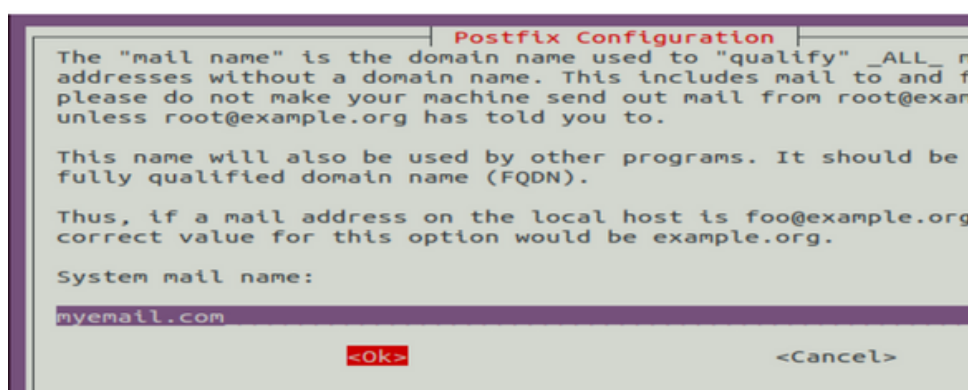 Postfix Configuration
The "mail name" is the domain name used to "qualify" _ALL_
addresses without a domain name. This includes mail to and
please do not make your machine send out mail from
unless root@example.org has told you to.
This name will also be used by other programs. It should be
fully qualified domain name (FQDN).
Thus, if a mail address on the local host is foo@example.org
correct value for this option would be example.org.
System mail name:
myemail.com
<Ok> <Cancel>